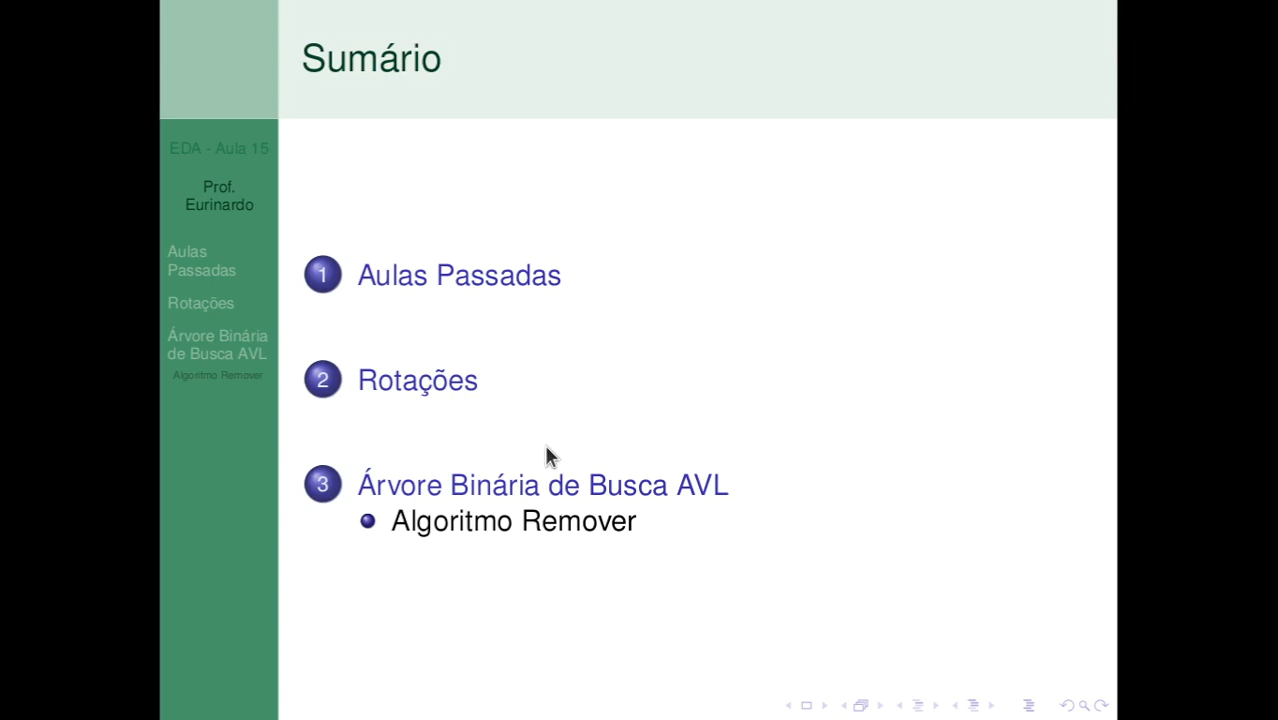 Sumário
EDA - Aula 15
Prof.
Eurinardo
Aulas
Passadas
Rotações
Árvore Binária
de Busca AVL
Algoritmo Remover
1 Aulas Passadas
2 Rotações
3 Árvore Binária de Busca AVL
Algoritmo Remover